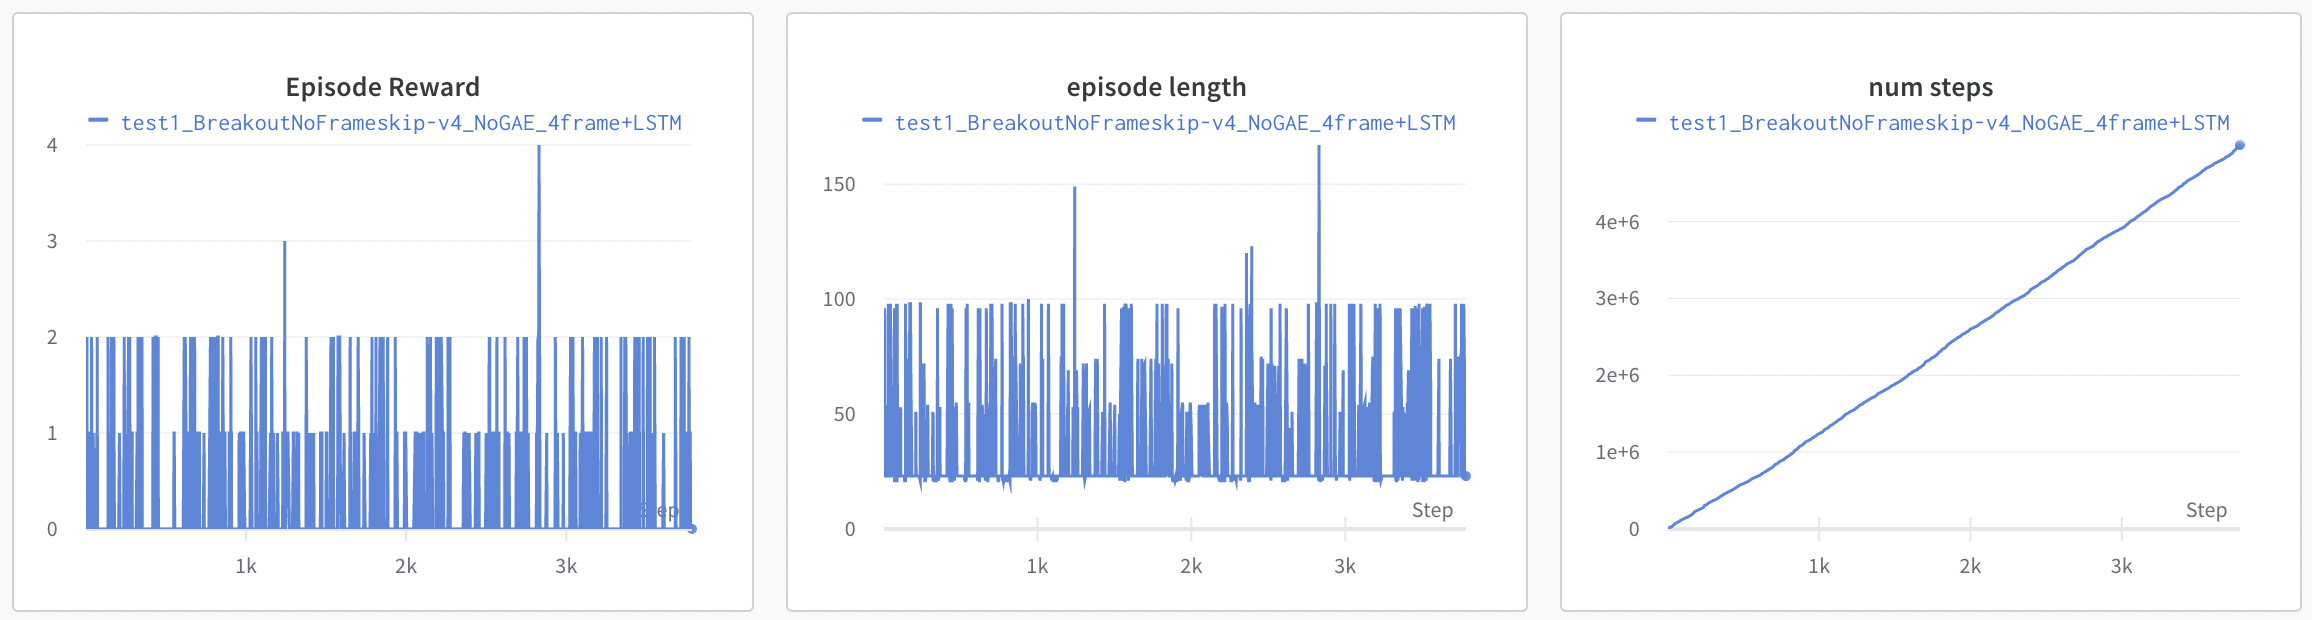 Episode Reward
test1_BreakoutNoFrameskip-v4_NoGAE_4frame+LSTM
4
3
2
1
0
Step
1k
2k
3k
episode length
test1_BreakoutNoFrameskip-v4_NoGAE_4frame+LSTM
150
100
50
0
Step
1k
2k
3k
num steps
test1_BreakoutNoFrameskip-v4_NoGAE_4frame+LSTM
4e+6
3e+6
2e+6
1e+6
0
Step
1k
2k
3k